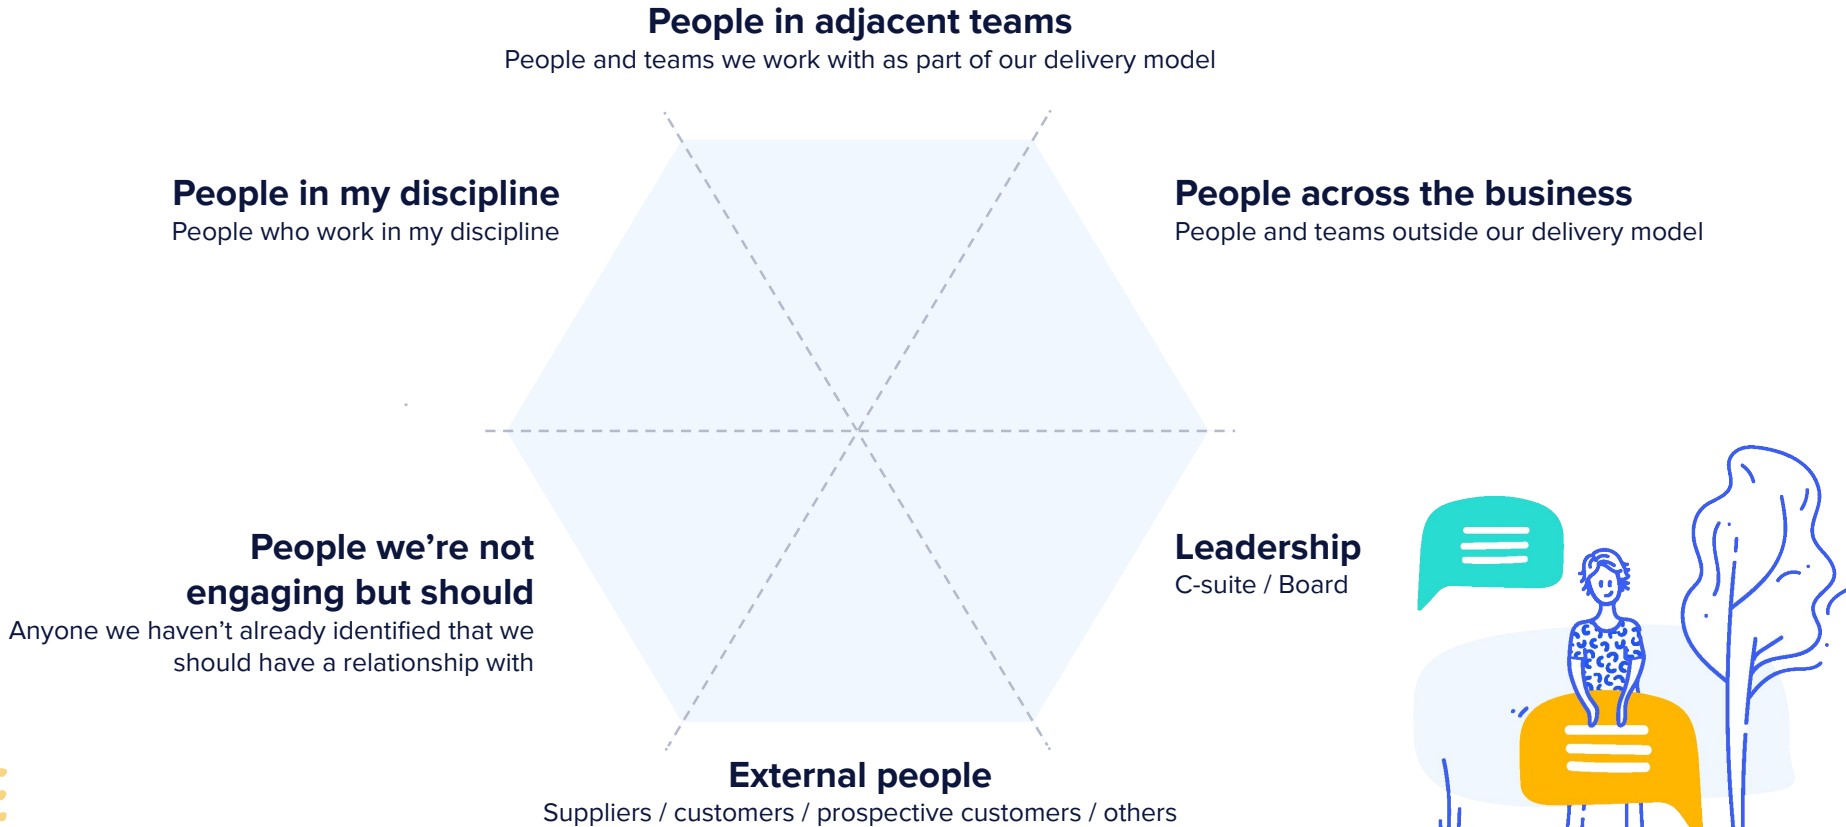 People in adjacent teams
People and teams we work with as part of our delivery model
People in my discipline
People who work in my discipline
People across the business
People and teams outside our delivery model
People we’re not
engaging but should
Anyone we haven’t already identified that we
should have a relationship with
Leadership
C-suite / Board
External people
Suppliers / customers / prospective customers / others